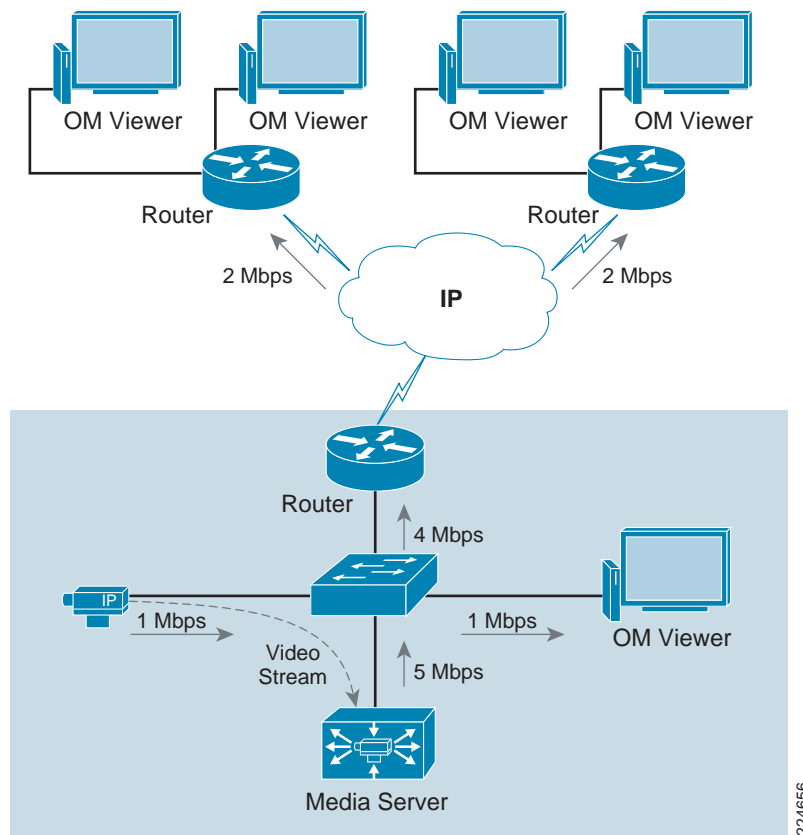 OM Viewer
OM Viewer
OM Viewer
OM Viewer
Router
Router
2 Mbps
IP
2 Mbps
Router
4 Mbps
IP
1 Mbps
1 Mbps
OM Viewer
Video
Stream
5 Mbps
Media Server
224656